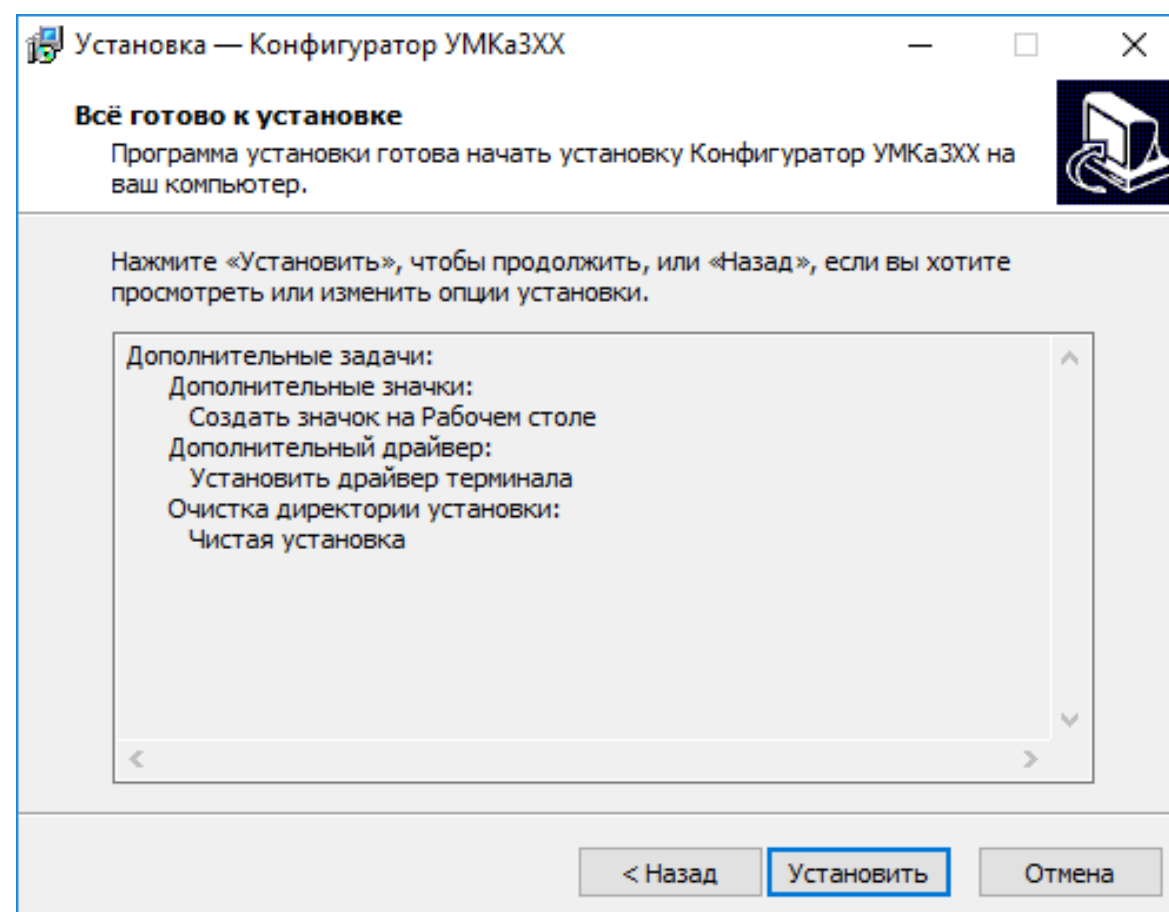 Установка — Конфигуратор УМКа3XX
Всё готово к установке
Программа установки готова начать установку Конфигуратор УМКа3XX на
ваш компьютер.
Нажмите «Установить», чтобы продолжить, или «Назад», если вы хотите
просмотреть или изменить опции установки.
Дополнительные задачи:
Дополнительные значки:
Создать значок на Рабочем столе
Дополнительный драйвер:
Установить драйвер терминала
Очистка директории установки:
Чистая установка
< Назад
Установить
Отмена